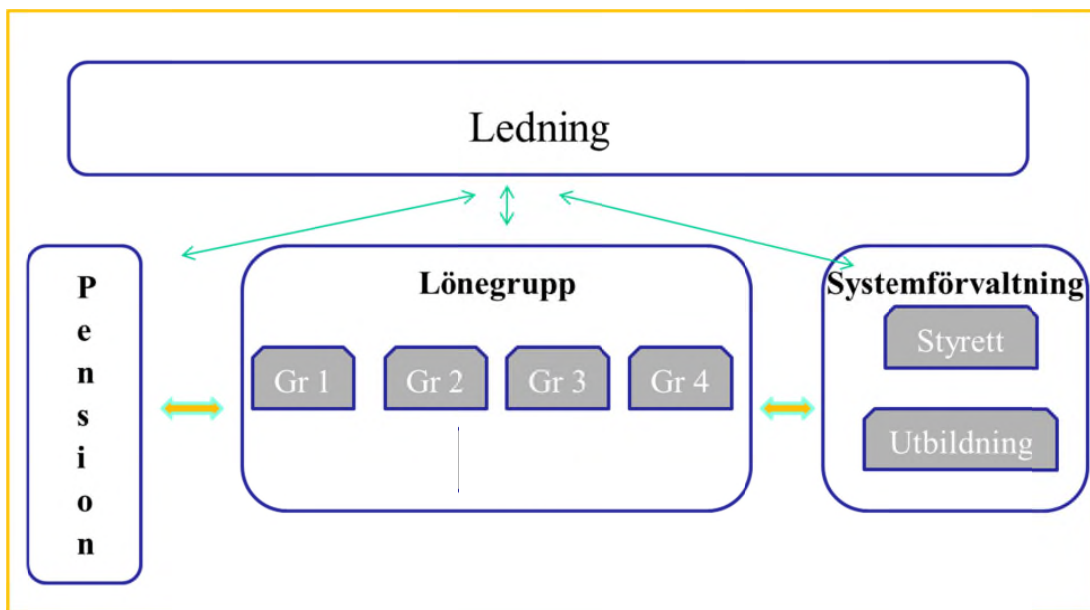 Ledning
Pension
Lönegrupp
Gr 1 Gr 2 Gr 3 Gr 4
Systemförvaltning
Styrett
Utbildning